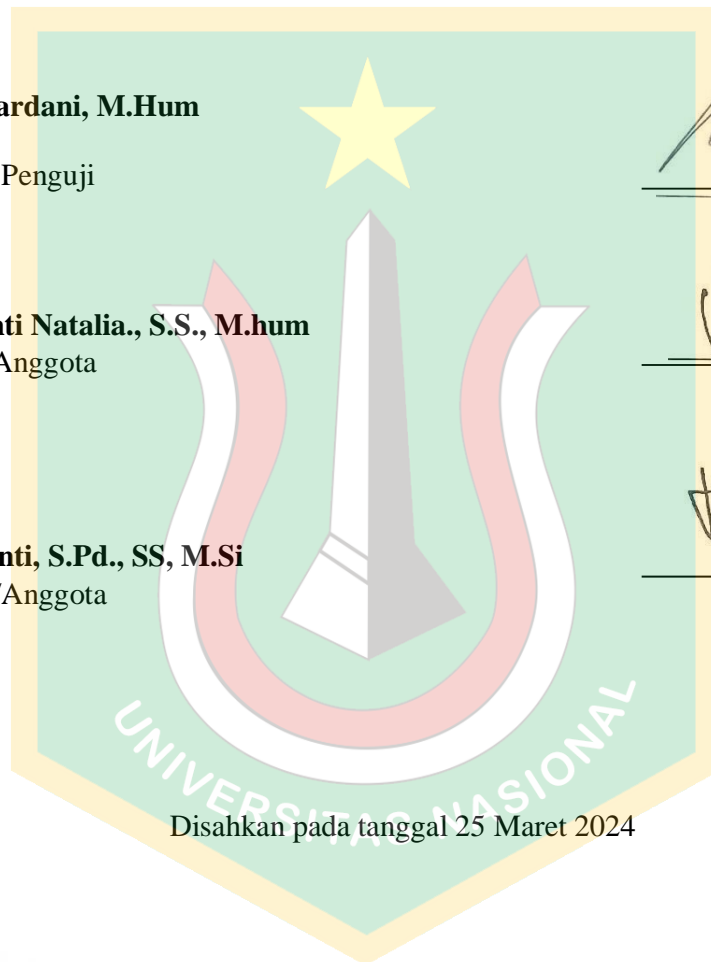 ardani, M.Hum
Penguji
ti Natalia., S.S., M.hum
Anggota
nti, S.Pd., SS, M.Si
/Anggota
UNIVERSITAS NASIONAL
Disahkan pada tanggal 25 Maret 2024